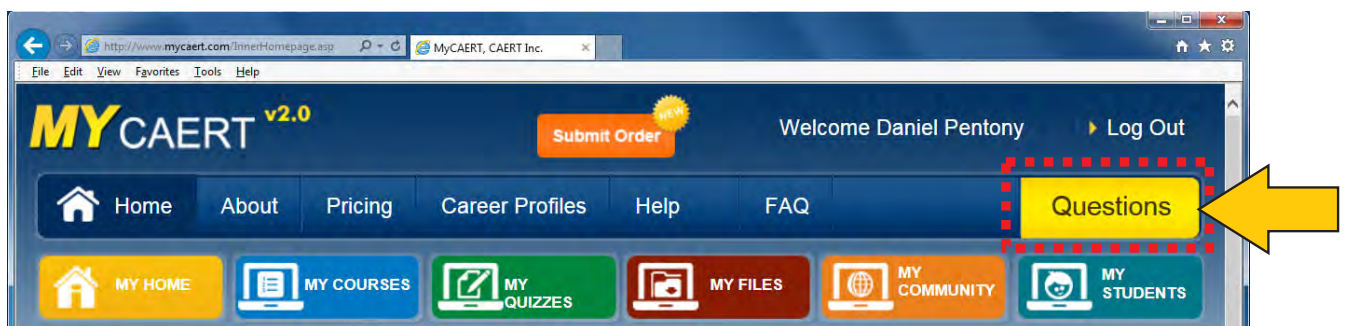 http://www.mycaert.com/InnerHomepage.asp
MyCAERT, CAERT Inc.
File Edit View Favorites Tools Help
MYCAERT v2.0
NEW
Submit Order
Welcome Daniel Pentony
Log Out
Home About Pricing Career Profiles Help FAQ Questions
MY HOME
MY COURSES
MY
QUIZZES
MY FILES
MY
COMMUNITY
MY
STUDENTS